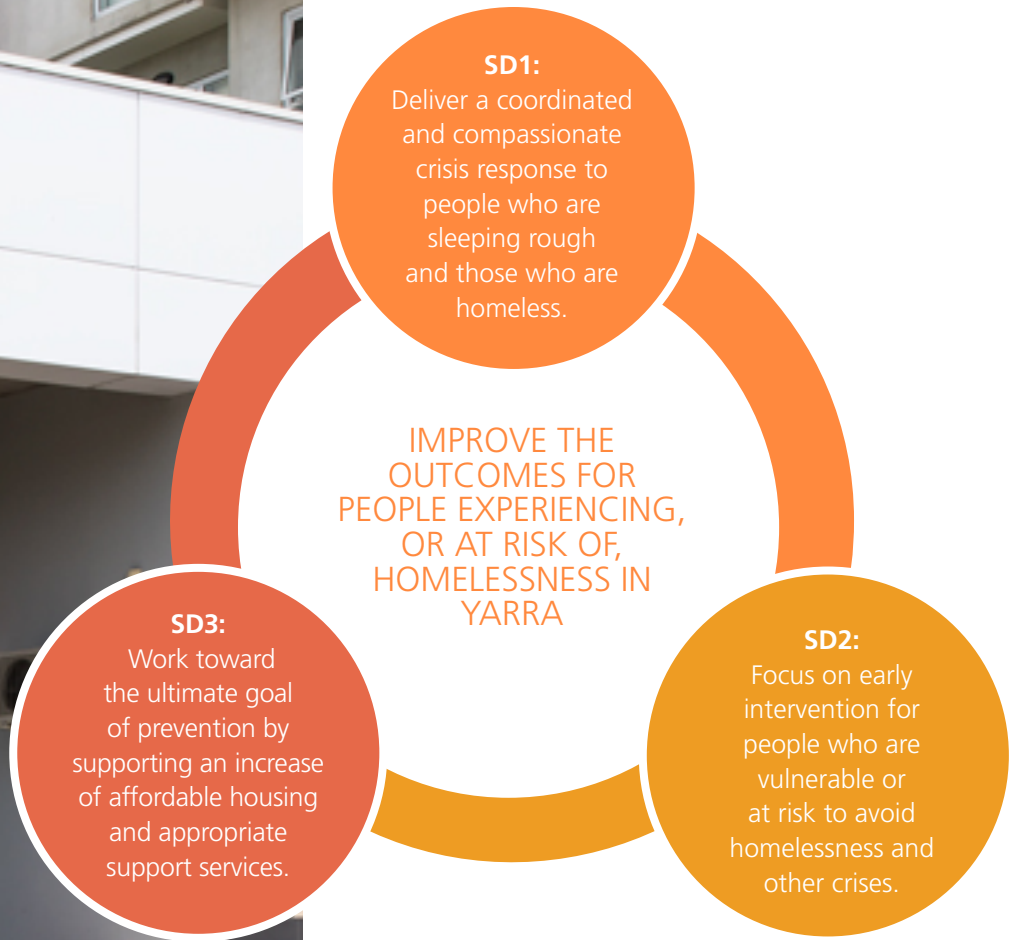 SD1:
Deliver a coordinated
and compassionate
crisis response to
people who are
sleeping rough
and those who are
homeless.
IMPROVE THE
OUTCOMES FOR
PEOPLE EXPERIENCING,
OR AT RISK OF,
HOMELESSNESS IN
YARRA
SD3:
Work toward
the ultimate goal
of prevention by
supporting an increase
of affordable housing
and appropriate
support services.
SD2:
Focus on early
intervention for
people who are
vulnerable or
at risk to avoid
homelessness and
other crises.